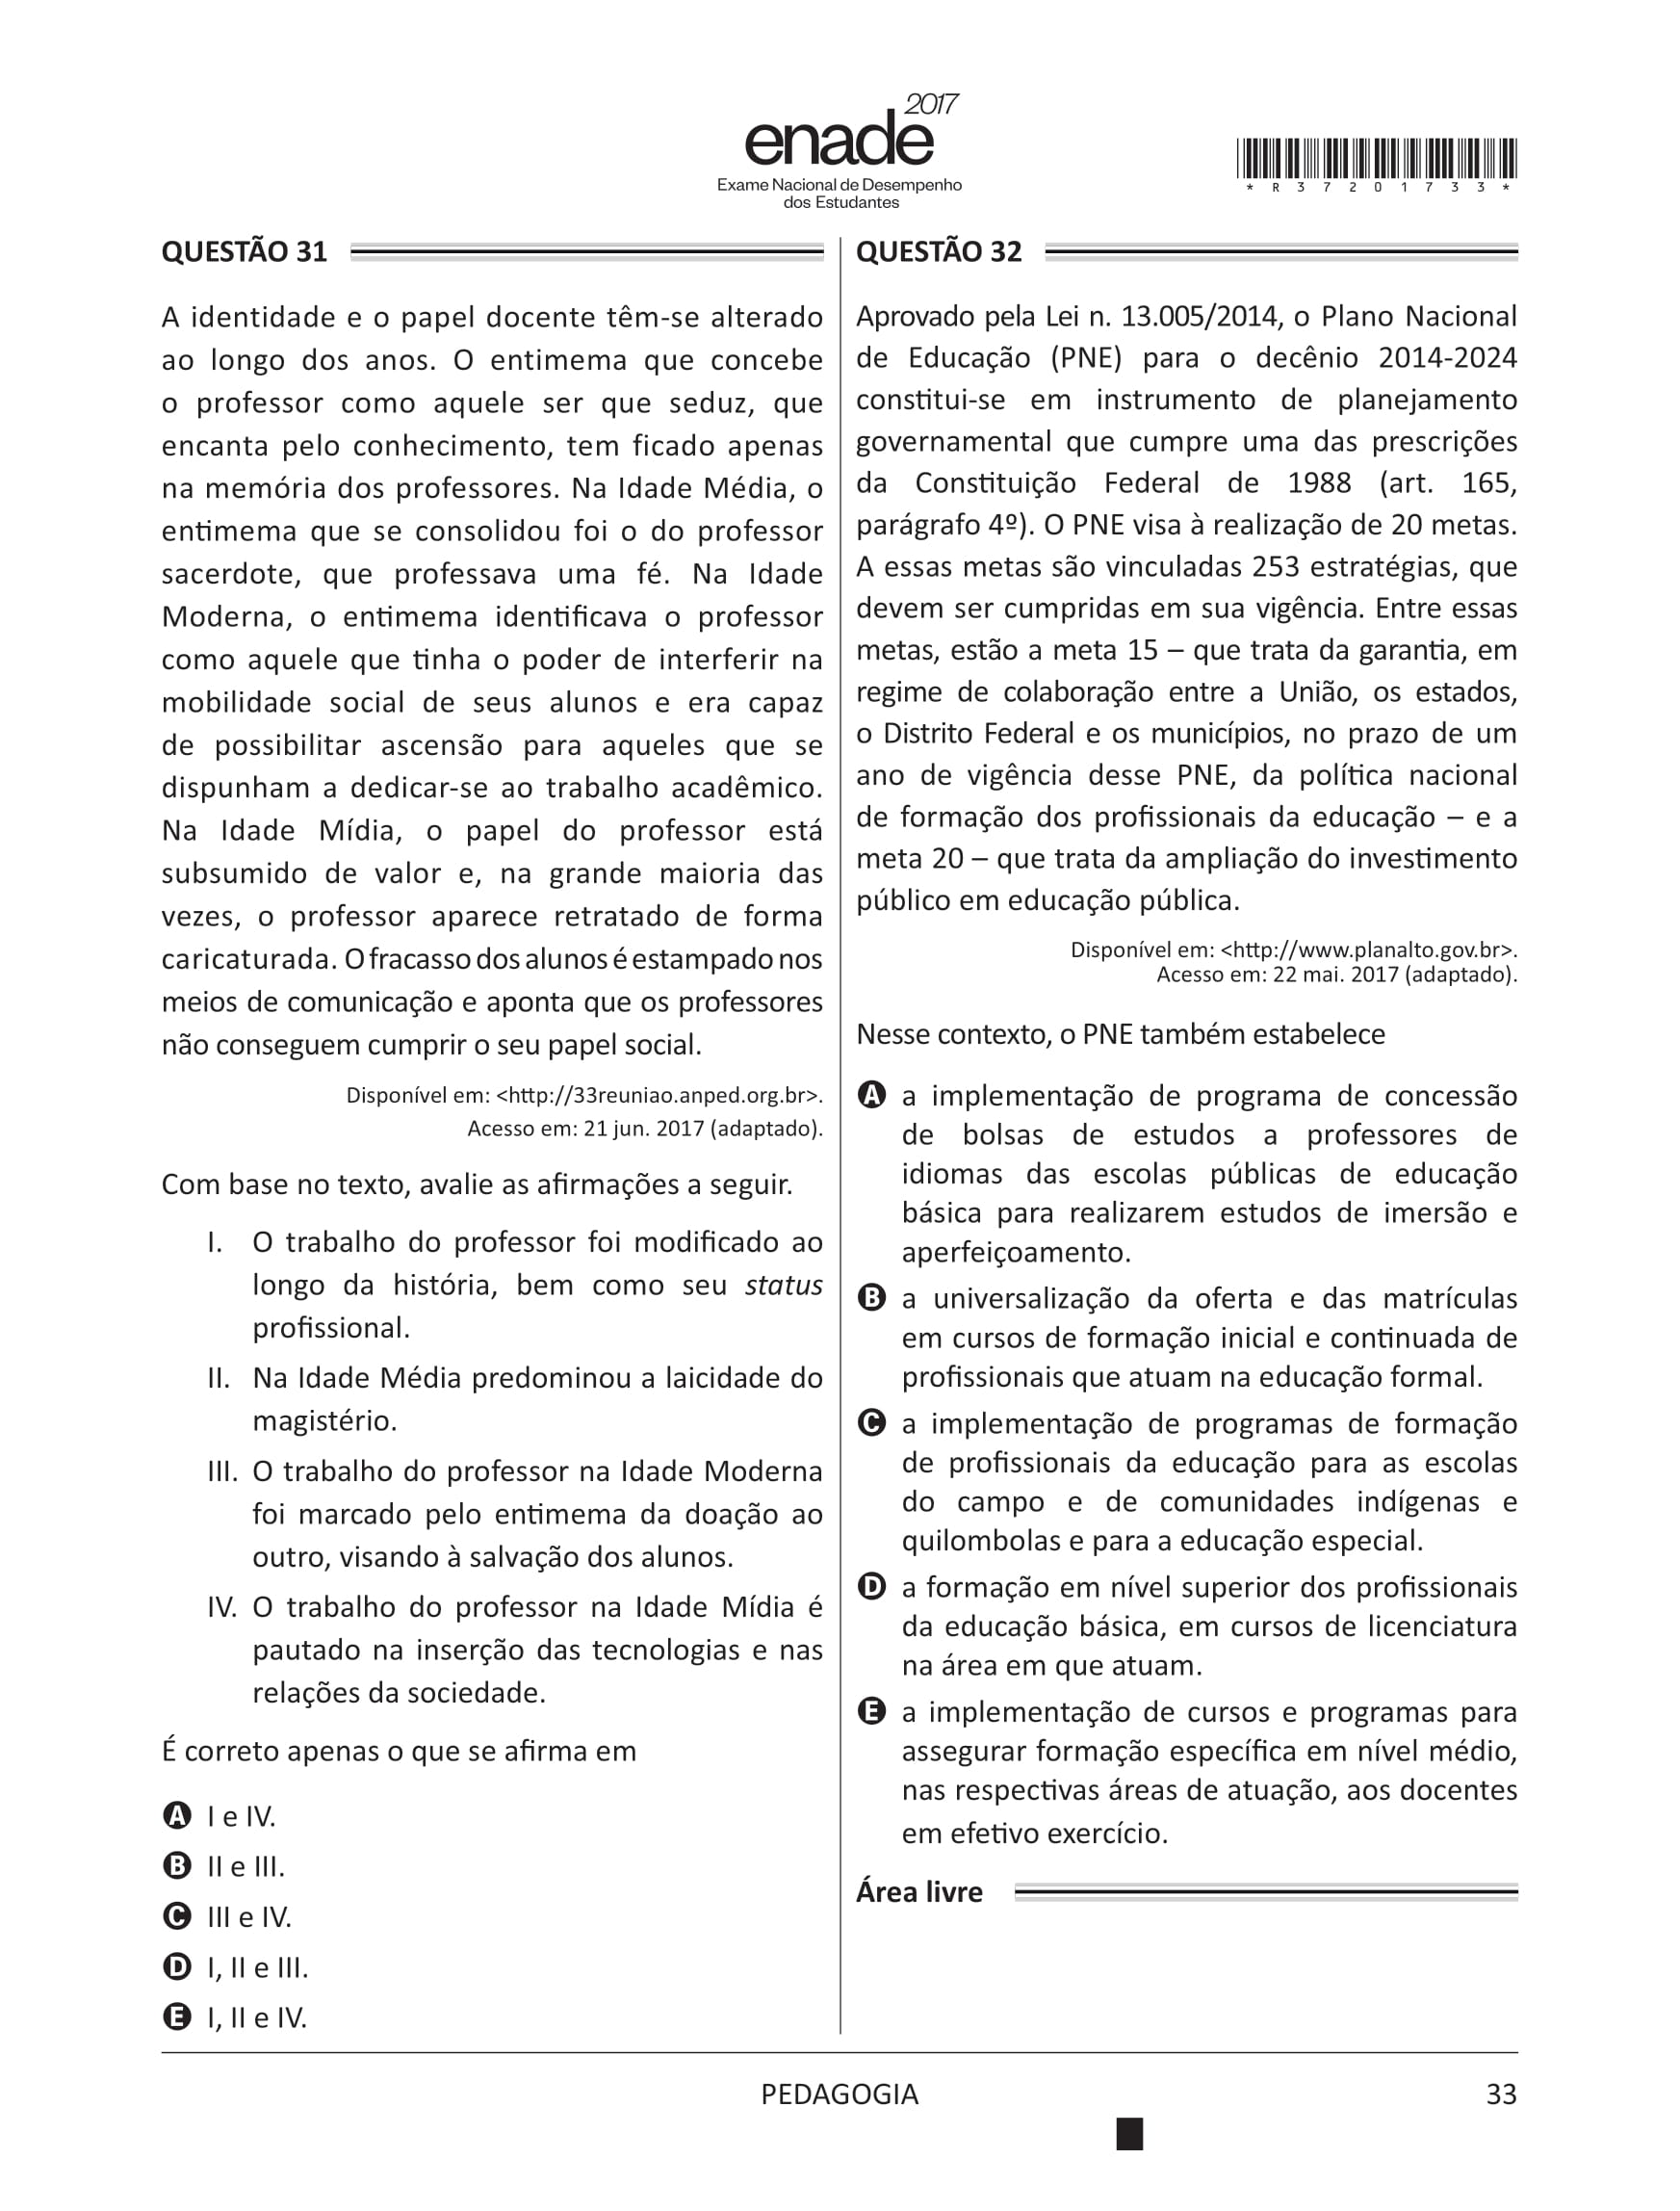 2017
enade
Exame Nacional de Desempenho
dos Estudantes
* R 3 7 2 0 1 7 3 3 *
QUESTÃO 31
A identidade e o papel docente têm-se alterado
ao longo dos anos. O entimema que concebe
o professor como aquele ser que seduz, que
encanta pelo conhecimento, tem ficado apenas
na memória dos professores. Na Idade Média, o
entimema que se consolidou foi o do professor
sacerdote, que professava uma fé. Na Idade
Moderna, o entimema identificava o professor
como aquele que tinha o poder de interferir na
mobilidade social de seus alunos e era capaz
de possibilitar ascensão para aqueles que se
dispunham a dedicar-se ao trabalho acadêmico.
Na Idade Mídia, o papel do professor está
subsumido de valor e, na grande maioria das
vezes, o professor aparece retratado de forma
caricaturada. O fracasso dos alunos é estampado nos
meios de comunicação e aponta que os professores
não conseguem cumprir o seu papel social.
Disponível em: <http://33reuniao.anped.org.br>.
Acesso em: 21 jun. 2017 (adaptado).
Com base no texto, avalie as afirmações a seguir.
I. O trabalho do professor foi modificado ao
longo da história, bem como seu status
profissional.
II. Na Idade Média predominou a laicidade do
magistério.
III. O trabalho do professor na Idade Moderna
foi marcado pelo entimema da doação ao
outro, visando à salvação dos alunos.
IV. O trabalho do professor na Idade Mídia é
pautado na inserção das tecnologias e nas
relações da sociedade.
É correto apenas o que se afirma em
A I e IV.
B II e III.
C III e IV.
D I, II e III.
E I, II e IV.
QUESTÃO 32
Aprovado pela Lei n. 13.005/2014, o Plano Nacional
de Educação (PNE) para o decênio 2014-2024
constitui-se em instrumento de planejamento
governamental que cumpre uma das prescrições
da Constituição Federal de 1988 (art. 165,
parágrafo 4º). O PNE visa à realização de 20 metas.
A essas metas são vinculadas 253 estratégias, que
devem ser cumpridas em sua vigência. Entre essas
metas, estão a meta 15 – que trata da garantia, em
regime de colaboração entre a União, os estados,
o Distrito Federal e os municípios, no prazo de um
ano de vigência desse PNE, da política nacional
de formação dos profissionais da educação – e a
meta 20 – que trata da ampliação do investimento
público em educação pública.
Disponível em: <http://www.planalto.gov.br>.
Acesso em: 22 mai. 2017 (adaptado).
Nesse contexto, o PNE também estabelece
A a implementação de programa de concessão
de bolsas de estudos a professores de
idiomas das escolas públicas de educação
básica para realizarem estudos de imersão e
aperfeiçoamento.
B a universalização da oferta e das matrículas
em cursos de formação inicial e continuada de
profissionais que atuam na educação formal.
C a implementação de programas de formação
de profissionais da educação para as escolas
do campo e de comunidades indígenas e
quilombolas e para a educação especial.
D a formação em nível superior dos profissionais
da educação básica, em cursos de licenciatura
na área em que atuam.
E a implementação de cursos e programas para
assegurar formação específica em nível médio,
nas respectivas áreas de atuação, aos docentes
em efetivo exercício.
Área livre
PEDAGOGIA
33